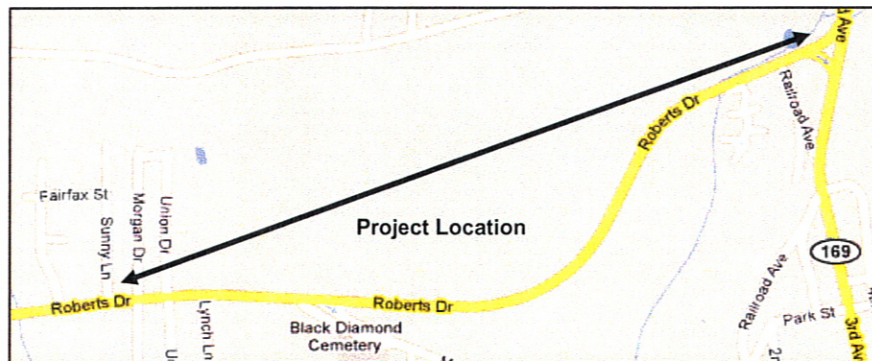 d Ave
Roberts Dr
Railroad Ave
Fairfax St
Union Dr
Morgan Dr
Sunny Ln
Project Location
169
Railroad Ave
Roberts Dr
Roberts Dr
Lynch Ln
Black Diamond
Cemetery
Park St
3rd Av